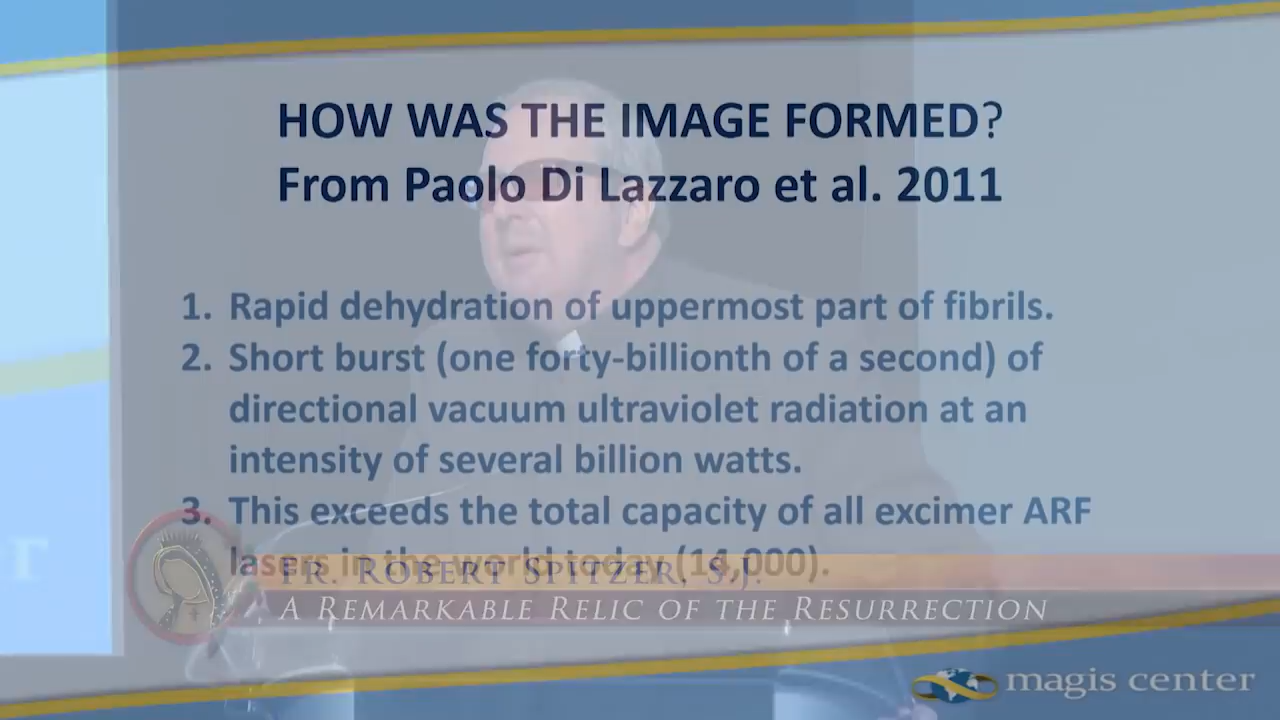 HOW WAS THE IMAGE FORMED?
From Paolo Di Lazzaro et al. 2011
1. Rapid dehydration of uppermost part of fibrils.
2. Short burst (one forty-billionth of a second) of
directional vacuum ultraviolet radiation at an
intensity of several billion watts.
3. This exceeds the total capacity of all excimer ARF
lasers in the world today (14,000).
FR. ROBERT SPITZER, S.J.
A REMARKABLE RELIC OF THE RESURRECTION
magis center